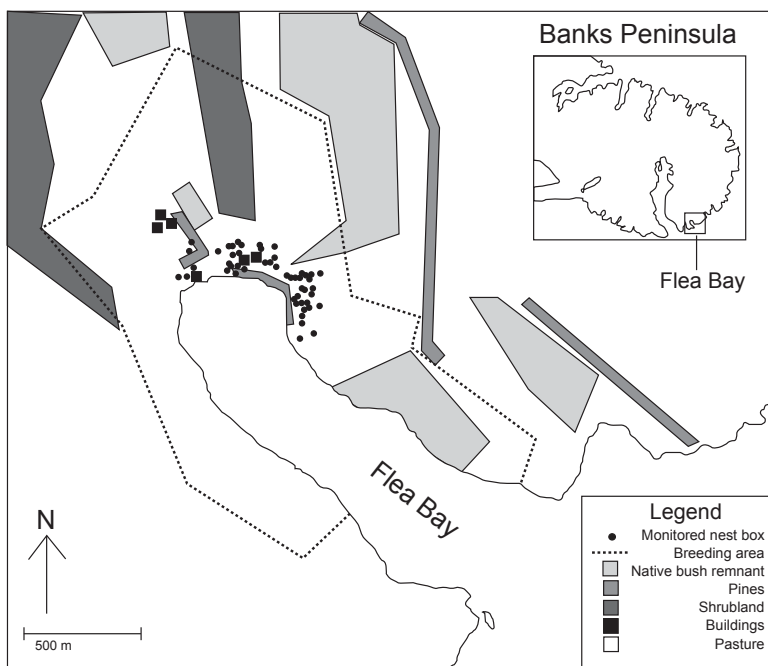 Banks Peninsula
Flea Bay
Flea Bay
N
500 m
Legend
Monitored nest box
Breeding area
Native bush remnant
Pines
Shrubland
Buildings
Pasture